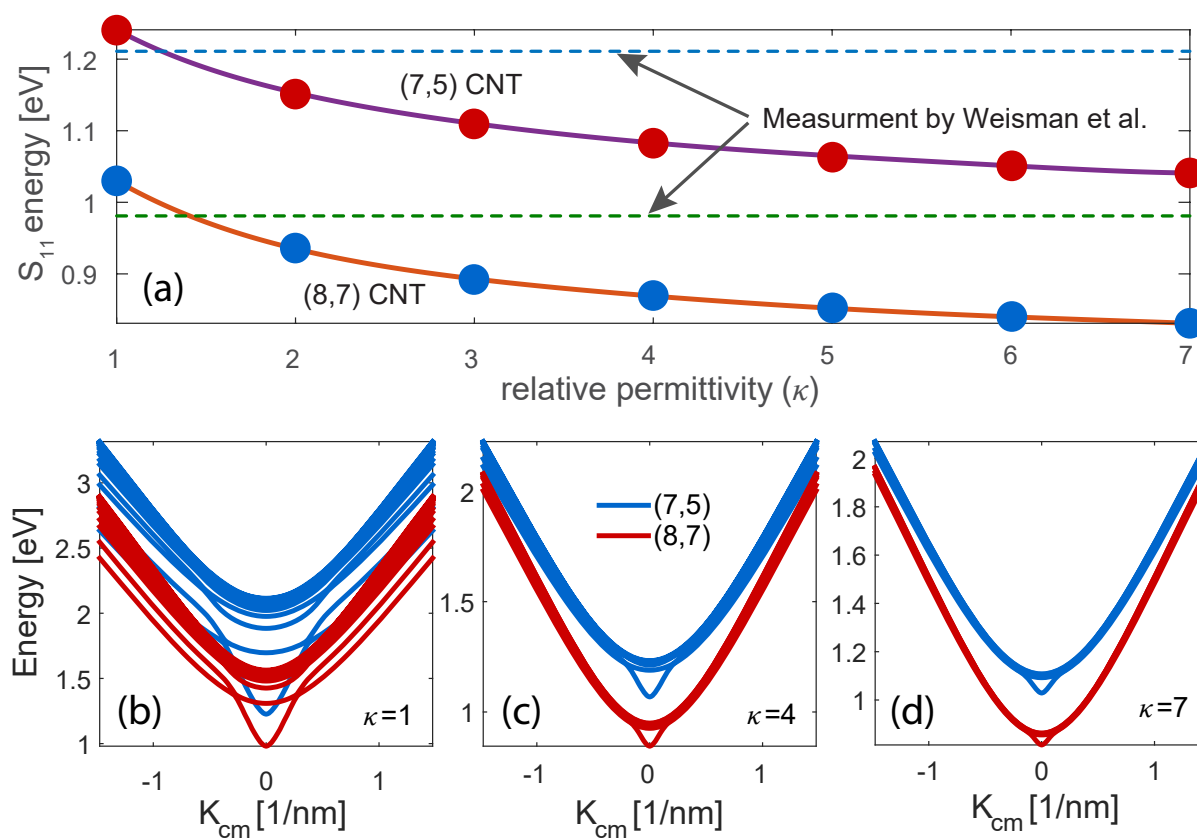 S11 energy [eV]
1.2
1.1
1
0.9
(7,5) CNT
Measurment by Weisman et al.
(8,7) CNT
(a)
1 2 3 4 5 6 7
relative permittivity (κ)
Energy [eV]
3
2.5
2
1.5
1
(b)
κ=1
-1 0 1
Kcm [1/nm]
2
1.5
1
(7,5)
(8,7)
(c)
κ=4
-1 0 1
Kcm [1/nm]
2
1.8
1.6
1.4
1.2
1
(d)
κ=7
-1 0 1
Kcm [1/nm]